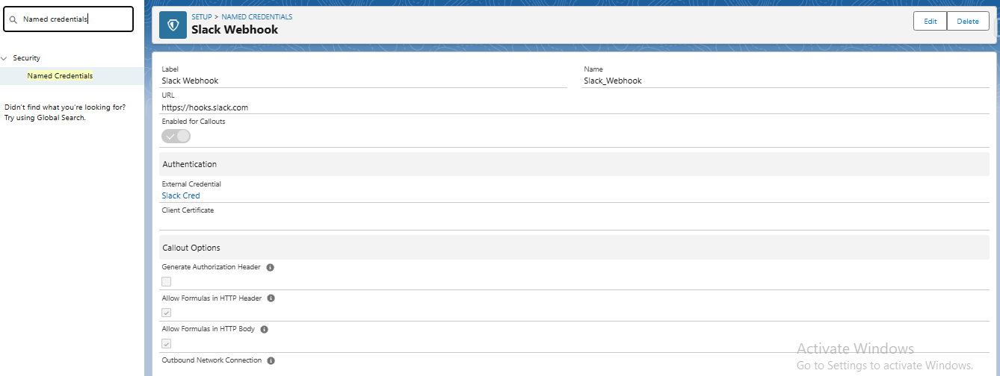 Named credentials
Security
Named Credentials
Didn't find what you're looking for?
Try using Global Search.
SETUP > NAMED CREDENTIALS
Slack Webhook
Edit
Delete
Label
Slack Webhook
Name
Slack_Webhook
URL
https://hooks.slack.com
Enabled for Callouts
Authentication
External Credential
Slack Cred
Client Certificate
Callout Options
Generate Authorization Header
Allow Formulas in HTTP Header
Allow Formulas in HTTP Body
Outbound Network Connection
Activate Windows
Go to Settings to activate Windows.